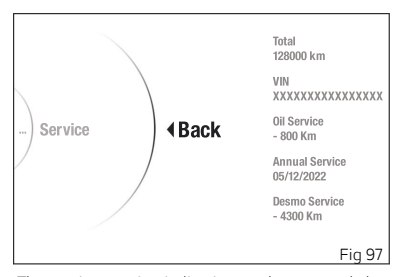 Total
128000 km
VIN
XXXXXXXXXXXXXXXX
... Service
Back
Oil Service
- 800 Km
Annual Service
05/12/2022
Desmo Service
- 4300 Km
Fig 97